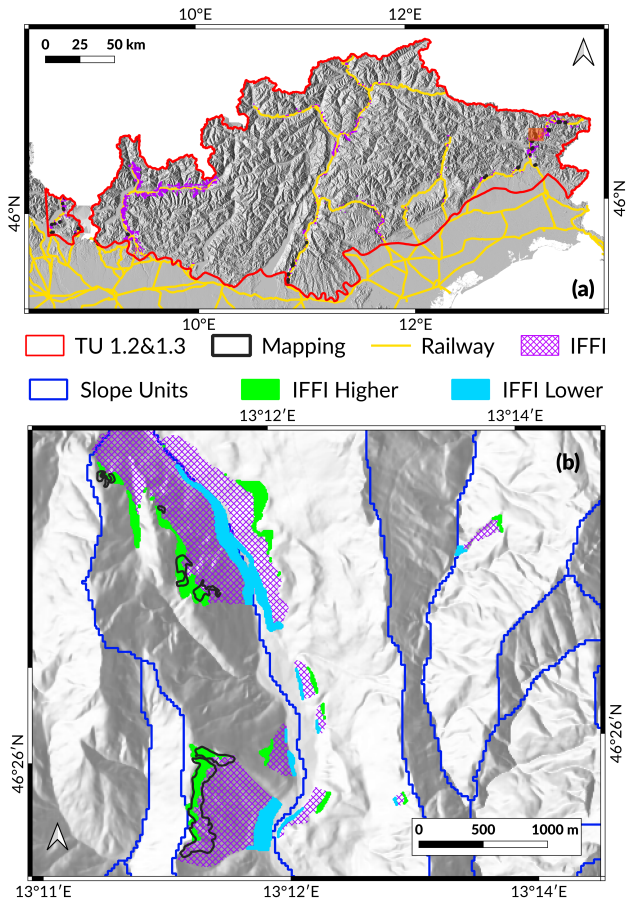 10°E 12°E
0 25 50 km
46°N 46°N
(a)
10°E 12°E
TU 1.2&1.3 Mapping Railway IFFI
Slope Units IFFI Higher IFFI Lower
13°12′E 13°14′E
(b)
46°26′N 46°26′N
0 500 1000 m
13°11′E 13°12′E 13°14′E